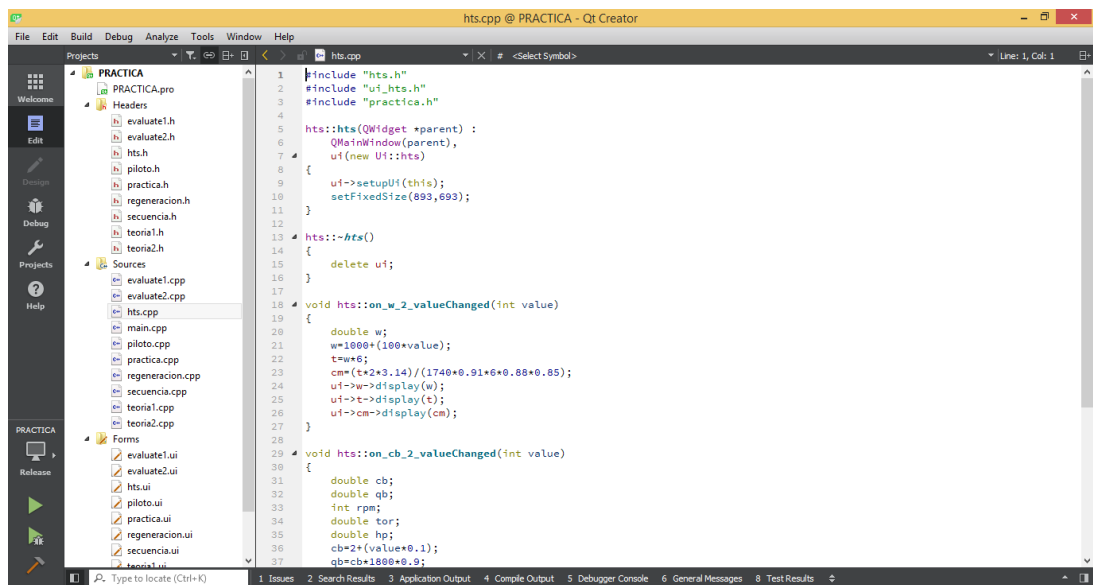 hts.cpp @ PRACTICA - Qt Creator
File Edit Build Debug Analyze Tools Window Help
Projects
hts.cpp
# <Select Symbol>
Line: 1, Col: 1
Welcome
Edit
Design
Debug
Projects
Help
PRACTICA
Release
PRACTICA
PRACTICA.pro
Headers
evaluate1.h
evaluate2.h
hts.h
piloto.h
practica.h
regeneracion.h
secuencia.h
teoria1.h
teoria2.h
Sources
evaluate1.cpp
evaluate2.cpp
hts.cpp
main.cpp
piloto.cpp
practica.cpp
regeneracion.cpp
secuencia.cpp
teoria1.cpp
teoria2.cpp
Forms
evaluate1.ui
evaluate2.ui
hts.ui
piloto.ui
practica.ui
regeneracion.ui
secuencia.ui
teoria1.ui
1 #include "hts.h"
2 #include "ui_hts.h"
3 #include "practica.h"
4
5 hts::hts(QWidget *parent) :
6 QMainWindow(parent),
7 ui(new Ui::hts)
8 {
9 ui->setupUi(this);
10 setFixedSize(893,693);
11 }
12
13 hts::~hts()
14 {
15 delete ui;
16 }
17
18 void hts::on_w_2_valueChanged(int value)
19 {
20 double w;
21 w=1000+(100*value);
22 t=w*6;
23 cm=(t*2*3.14)/(1740*0.91*6*0.88*0.85);
24 ui->w->display(w);
25 ui->t->display(t);
26 ui->cm->display(cm);
27 }
28
29 void hts::on_cb_2_valueChanged(int value)
30 {
31 double cb;
32 double qb;
33 int rpm;
34 double tor;
35 double hp;
36 cb=2+(value*0.1);
37 qb=cb*1800*0.9;
Type to locate (Ctrl+K)
1 Issues 2 Search Results 3 Application Output 4 Compile Output 5 Debugger Console 6 General Messages 8 Test Results